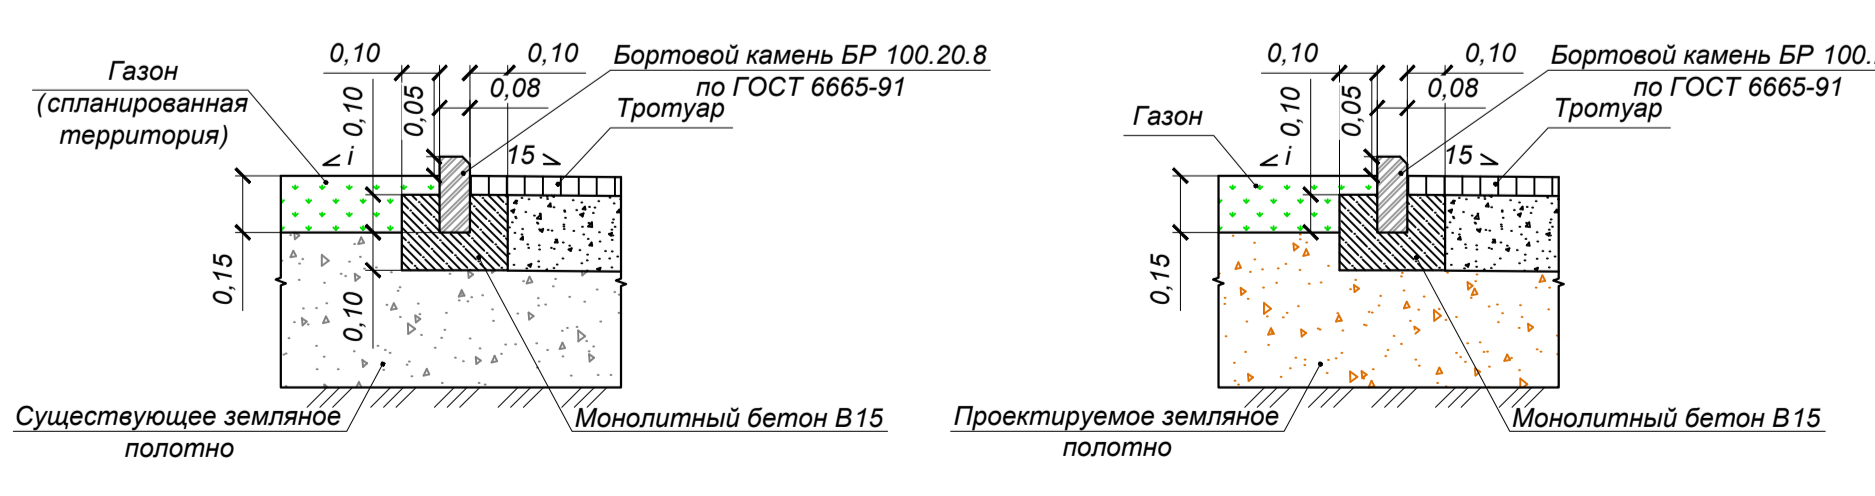 0,10
0,10
Бортовой камень БР 100.20.8
по ГОСТ 6665-91
Газон
(спланированная
территория)
0,10
0,05
0,08
Тротуар
i
15
0,15
0,10
Существующее земляное
полотно
Монолитный бетон В15
0,10
0,10
Бортовой камень БР 100.
по ГОСТ 6665-91
Газон
0,10
0,05
0,08
Тротуар
i
15
0,15
Проектируемое земляное
полотно
Монолитный бетон В15